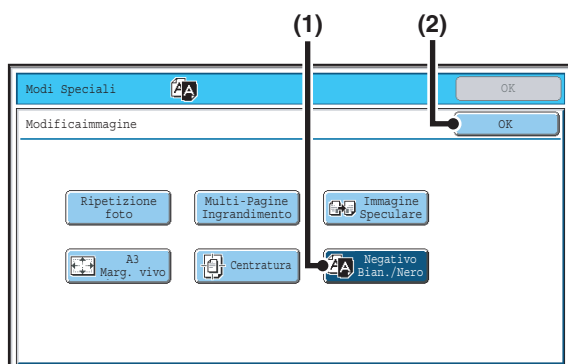 (1) (2)
Modi Speciali OK
Modificaimmagine OK
Ripetizione
foto
Multi-Pagine
Ingrandimento
Immagine
Speculare
A3
Marg. vivo
Centratura
Negativo
Bian./Nero